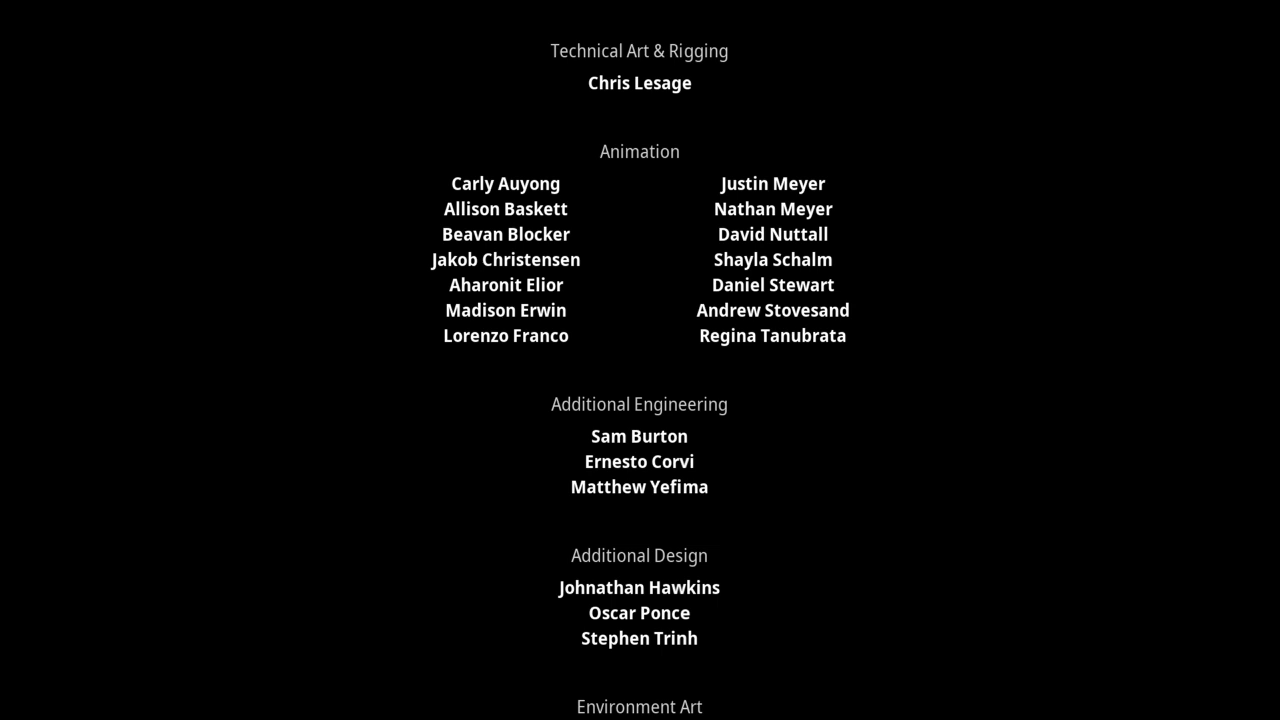 Technical Art & Rigging
Chris Lesage
Animation
Carly Auyong
Allison Baskett
Beavan Blocker
Jakob Christensen
Aharonit Elior
Madison Erwin
Lorenzo Franco
Justin Meyer
Nathan Meyer
David Nuttall
Shayla Schalm
Daniel Stewart
Andrew Stovesand
Regina Tanubrata
Additional Engineering
Sam Burton
Ernesto Corvi
Matthew Yefima
Additional Design
Johnathan Hawkins
Oscar Ponce
Stephen Trinh
Environment Art